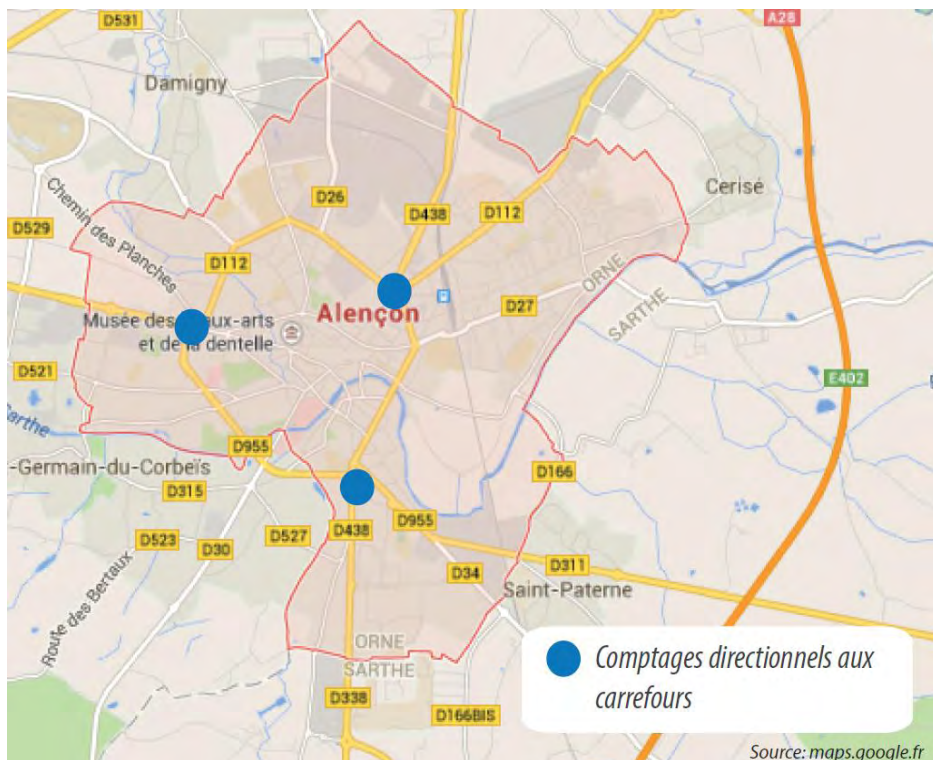 D531
A28
Damigny
Cerisé
D26
D438
D112
Chemin des Planches
D529
D112
ORNE
SARTHE
Alençon
D27
Musée des
ux-arts
et de la dentelle
D521
E402
Sarthe
D955
-Germain-du-Corbeïs
D166
D315
D438
D955
D523
D30
D527
D311
D34
Saint-Paterne
Route des Bertaux
ORNE
SARTHE
D338
D166BIS
Comptages directionnels aux
carrefours
Source: maps.google.fr